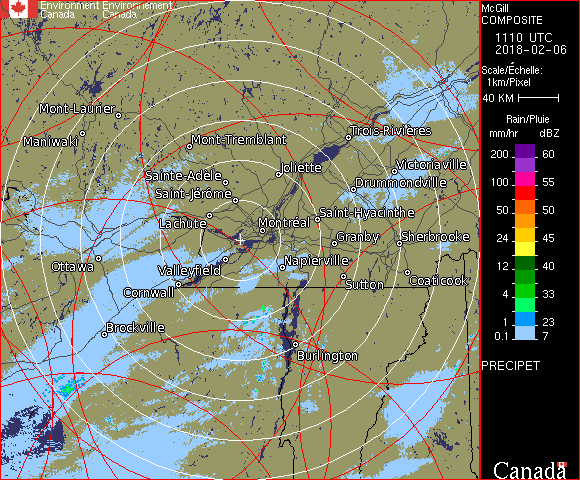 Environment Environnement
Canada Canada
McGill
COMPOSITE
1110 UTC
2018-02-06
Scale/Échelle:
1km/Pixel
40 KM
Rain/Pluie
mm/hr dBZ
200 60
100 55
50 50
24 45
12 40
4 33
1 23
0.1 7
PRECIPET
Canada
Mont-Laurier
Maniwaki
Mont-Tremblant
Trois-Rivières
Sainte-Adèle
Joliette
Victoriaville
Saint-Jérôme
Drummondville
Lachute
Saint-Hyacinthe
Montréal
Granby
Sherbrooke
Ottawa
Valleyfield
Napierville
Cornwall
Sutton
Coaticook
Brockville
Burlington